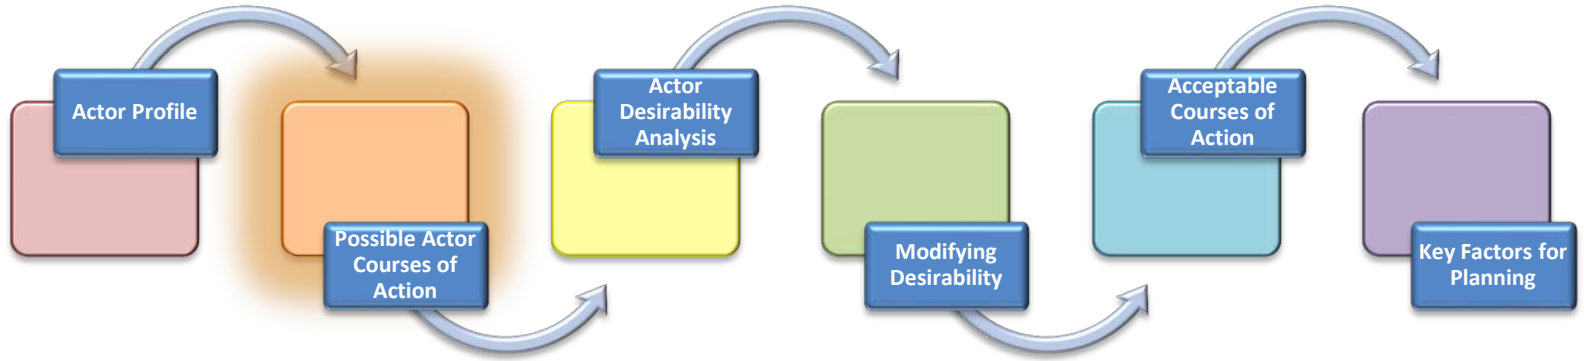 Actor Profile
Possible Actor
Courses of
Action
Actor
Desirability
Analysis
Modifying
Desirability
Acceptable
Courses of
Action
Key Factors for
Planning